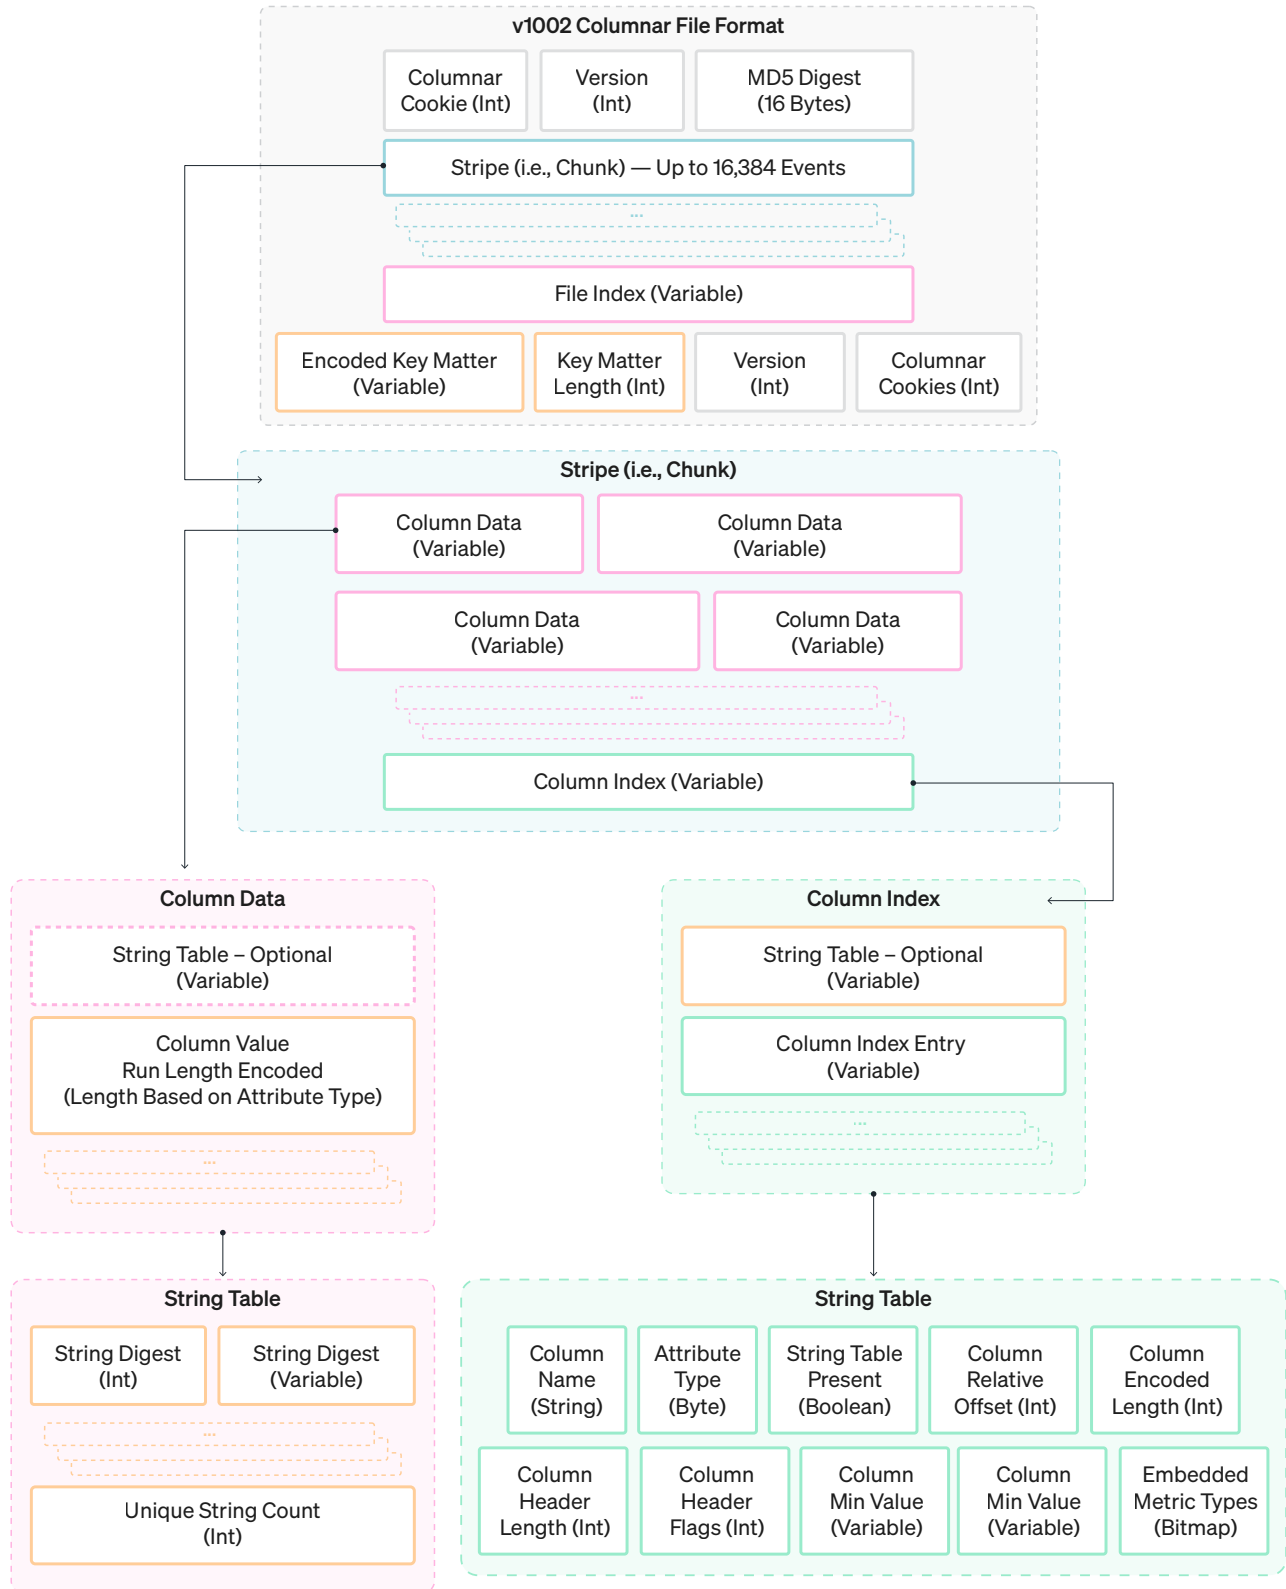 v1002 Columnar File Format
Columnar
Cookie (Int)
Version
(Int)
MD5 Digest
(16 Bytes)
Stripe (i.e., Chunk) — Up to 16,384 Events
...
File Index (Variable)
Encoded Key Matter
(Variable)
Key Matter
Length (Int)
Version
(Int)
Columnar
Cookies (Int)
Stripe (i.e., Chunk)
Column Data
(Variable)
Column Data
(Variable)
Column Data
(Variable)
Column Data
(Variable)
...
Column Index (Variable)
Column Data
String Table – Optional
(Variable)
Column Value
Run Length Encoded
(Length Based on Attribute Type)
...
Column Index
String Table – Optional
(Variable)
Column Index Entry
(Variable)
...
String Table
String Digest
(Int)
String Digest
(Variable)
...
Unique String Count
(Int)
String Table
Column
Name
(String)
Attribute
Type
(Byte)
String Table
Present
(Boolean)
Column
Relative
Offset (Int)
Column
Encoded
Length (Int)
Column
Header
Length (Int)
Column
Header
Flags (Int)
Column
Min Value
(Variable)
Column
Min Value
(Variable)
Embedded
Metric Types
(Bitmap)